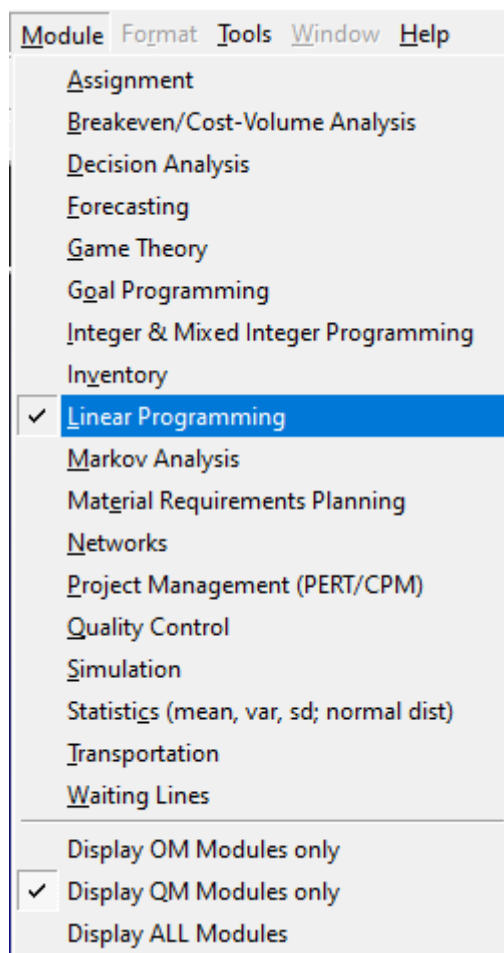 Module Format Tools Window Help
Assignment
Breakeven/Cost-Volume Analysis
Decision Analysis
Forecasting
Game Theory
Goal Programming
Integer & Mixed Integer Programming
Inventory
Linear Programming
Markov Analysis
Material Requirements Planning
Networks
Project Management (PERT/CPM)
Quality Control
Simulation
Statistics (mean, var, sd; normal dist)
Transportation
Waiting Lines
Display OM Modules only
Display QM Modules only
Display ALL Modules